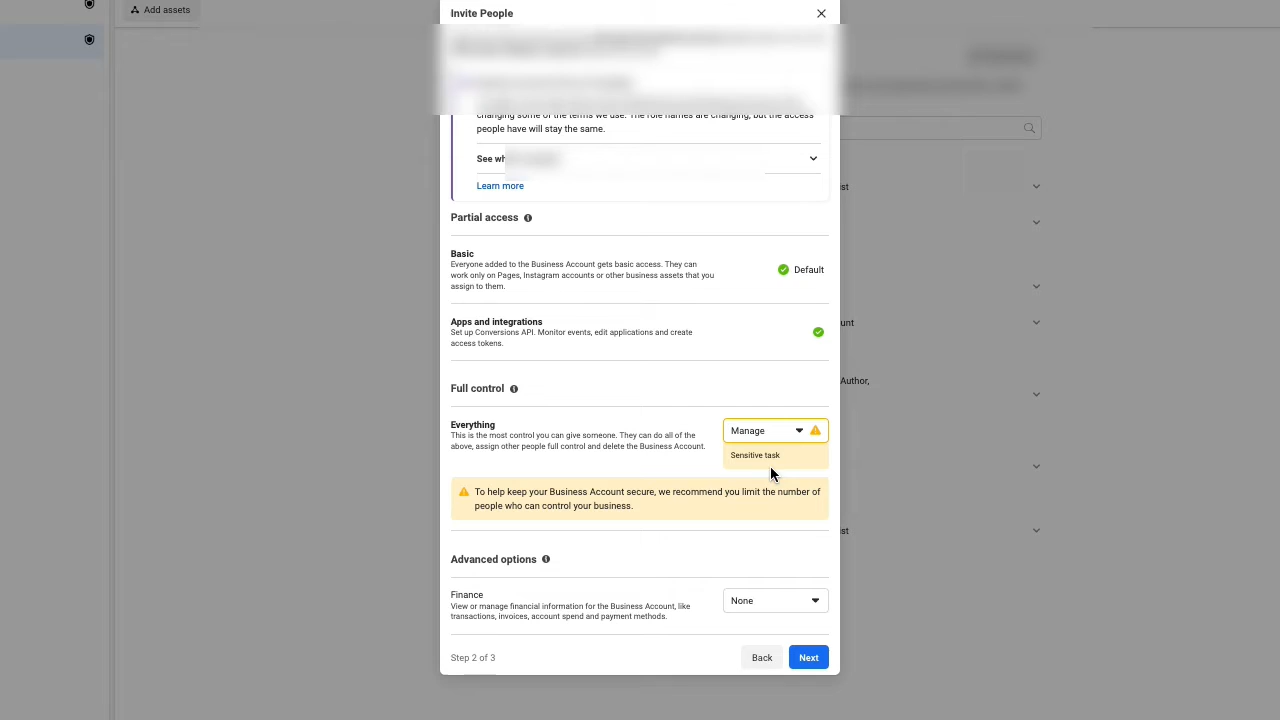 Add assets
Invite People
changing some of the terms we use. The role names are changing, but the access
people have will stay the same.
See
Learn more
Partial access
Basic
Everyone added to the Business Account gets basic access. They can
work only on Pages, Instagram accounts or other business assets that you
assign to them.
Default
Apps and integrations
Set up Conversions API. Monitor events, edit applications and create
access tokens.
Full control
Everything
This is the most control you can give someone. They can do all of the
above, assign other people full control and delete the Business Account.
Manage
Sensitive task
To help keep your Business Account secure, we recommend you limit the number of
people who can control your business.
Advanced options
Finance
View or manage financial information for the Business Account, like
transactions, invoices, account spend and payment methods.
None
Step 2 of 3
Back
Next
ist
unt
Author,
ist